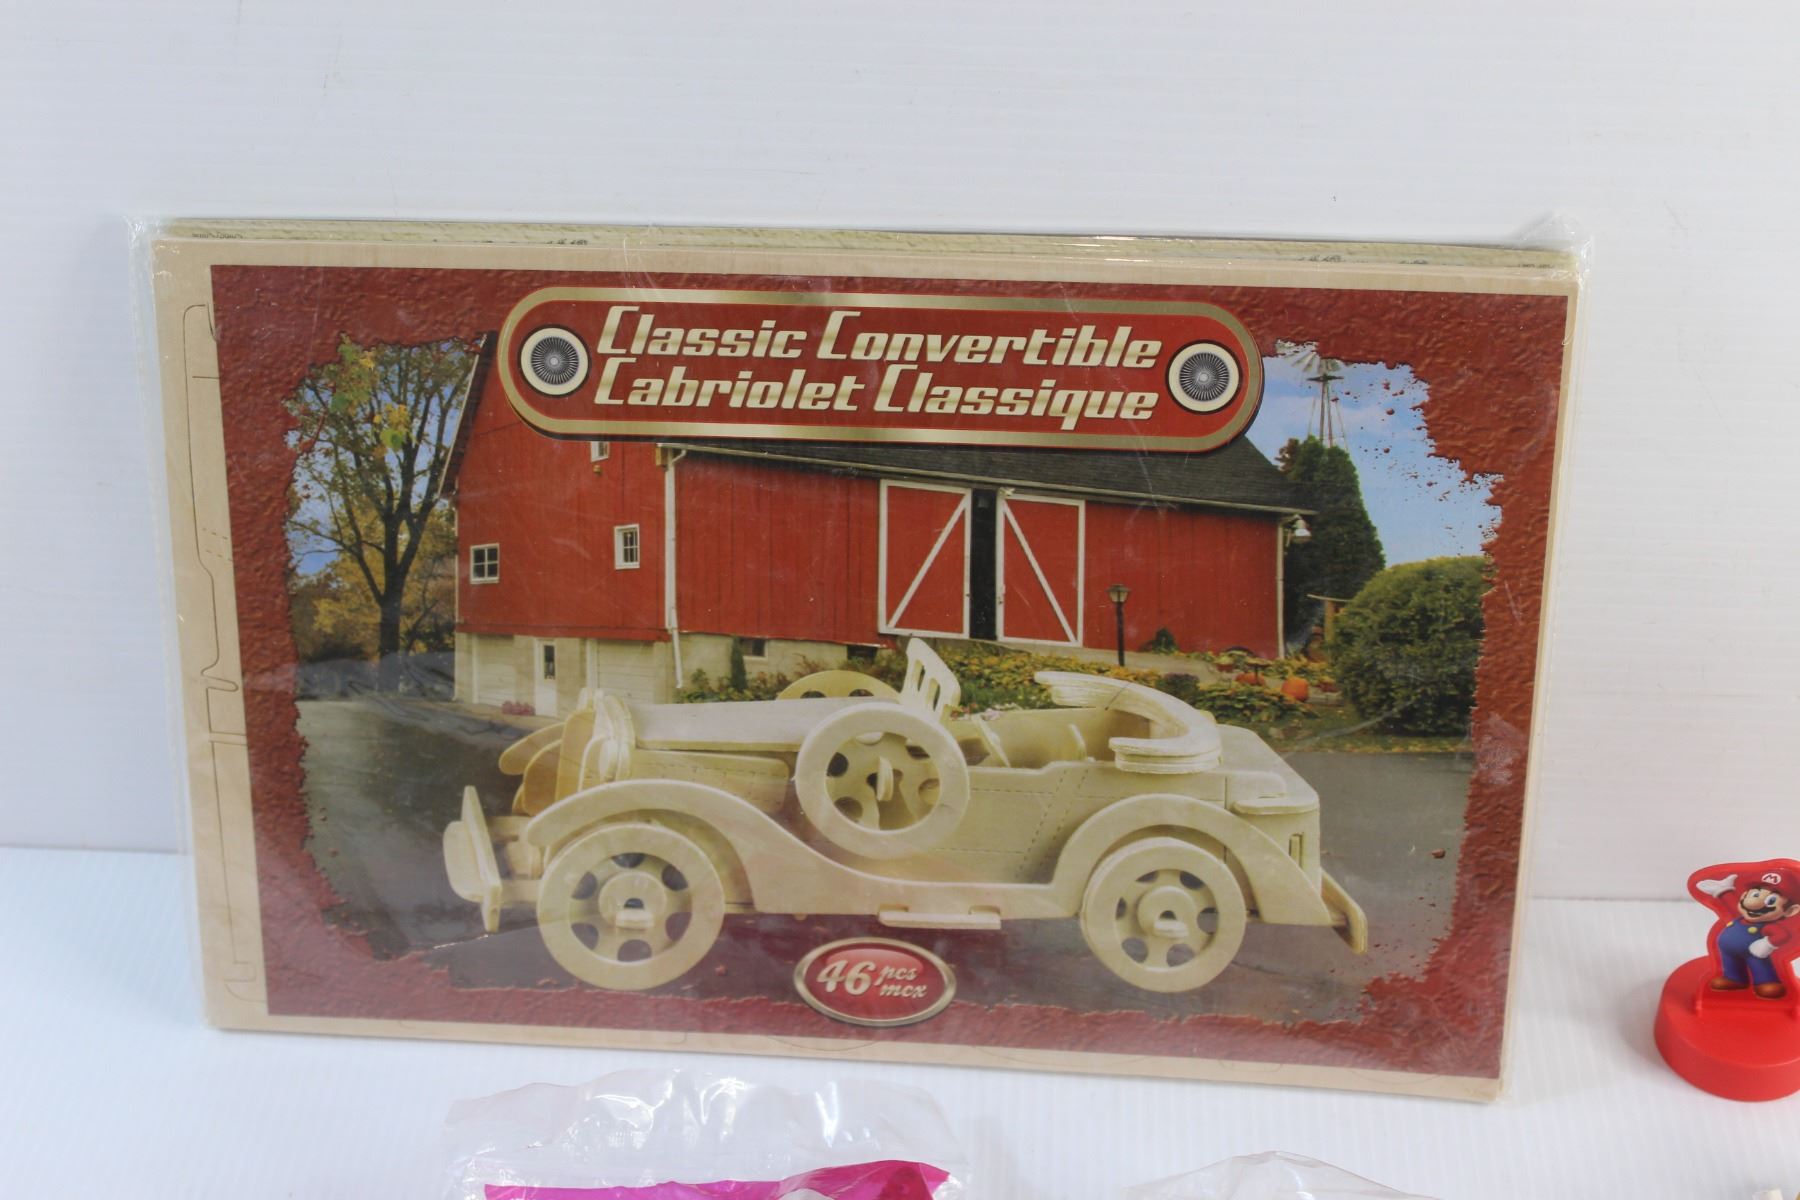 Classic Convertible
Cabriolet Classique
46 pcs
mcx
M